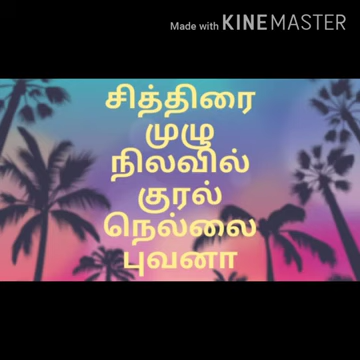 Made with KINEMASTER
சித்திரை
முழு
நிலவில்
குரல்
நெல்லை
புவனா